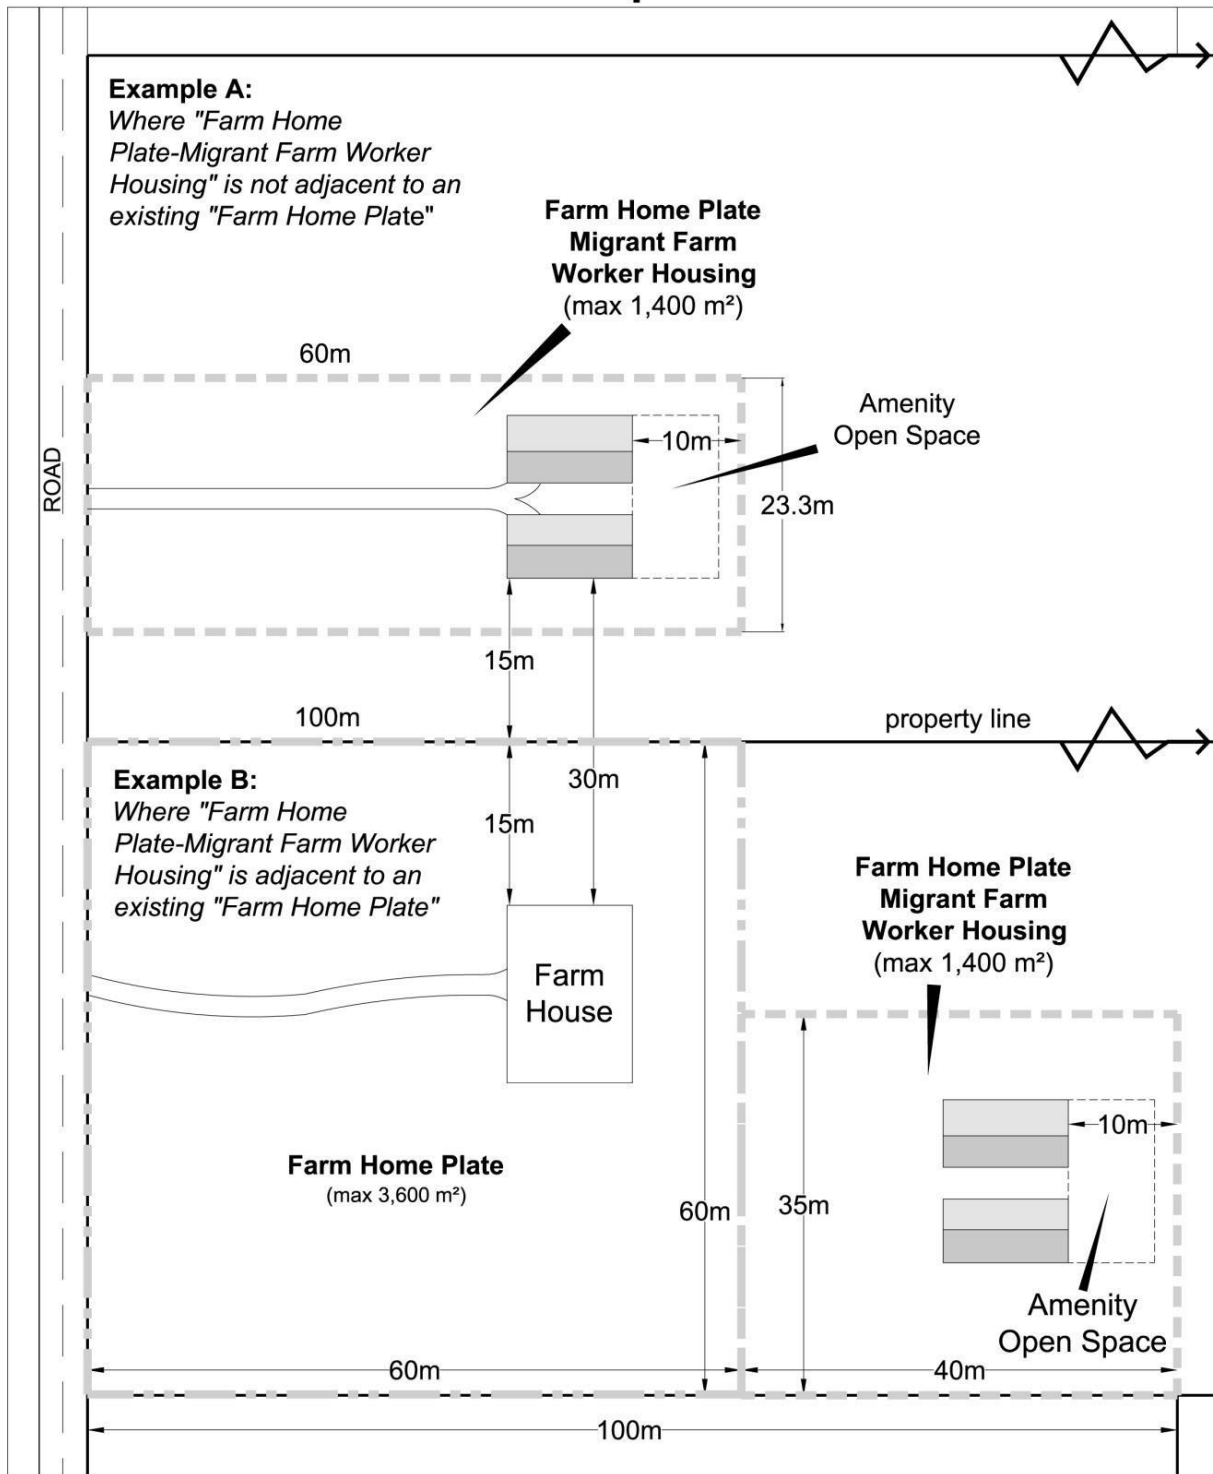 Example A:
Where "Farm Home
Plate-Migrant Farm Worker
Housing" is not adjacent to an
existing "Farm Home Plate"
Farm Home Plate
Migrant Farm
Worker Housing
(max 1,400 m²)
60m
Amenity
Open Space
10m
ROAD
23.3m
15m
100m
property line
Example B:
Where "Farm Home
Plate-Migrant Farm Worker
Housing" is adjacent to an
existing "Farm Home Plate"
30m
15m
Farm Home Plate
Migrant Farm
Worker Housing
(max 1,400 m²)
Farm
House
10m
Farm Home Plate
(max 3,600 m²)
60m
35m
Amenity
Open Space
60m
40m
100m